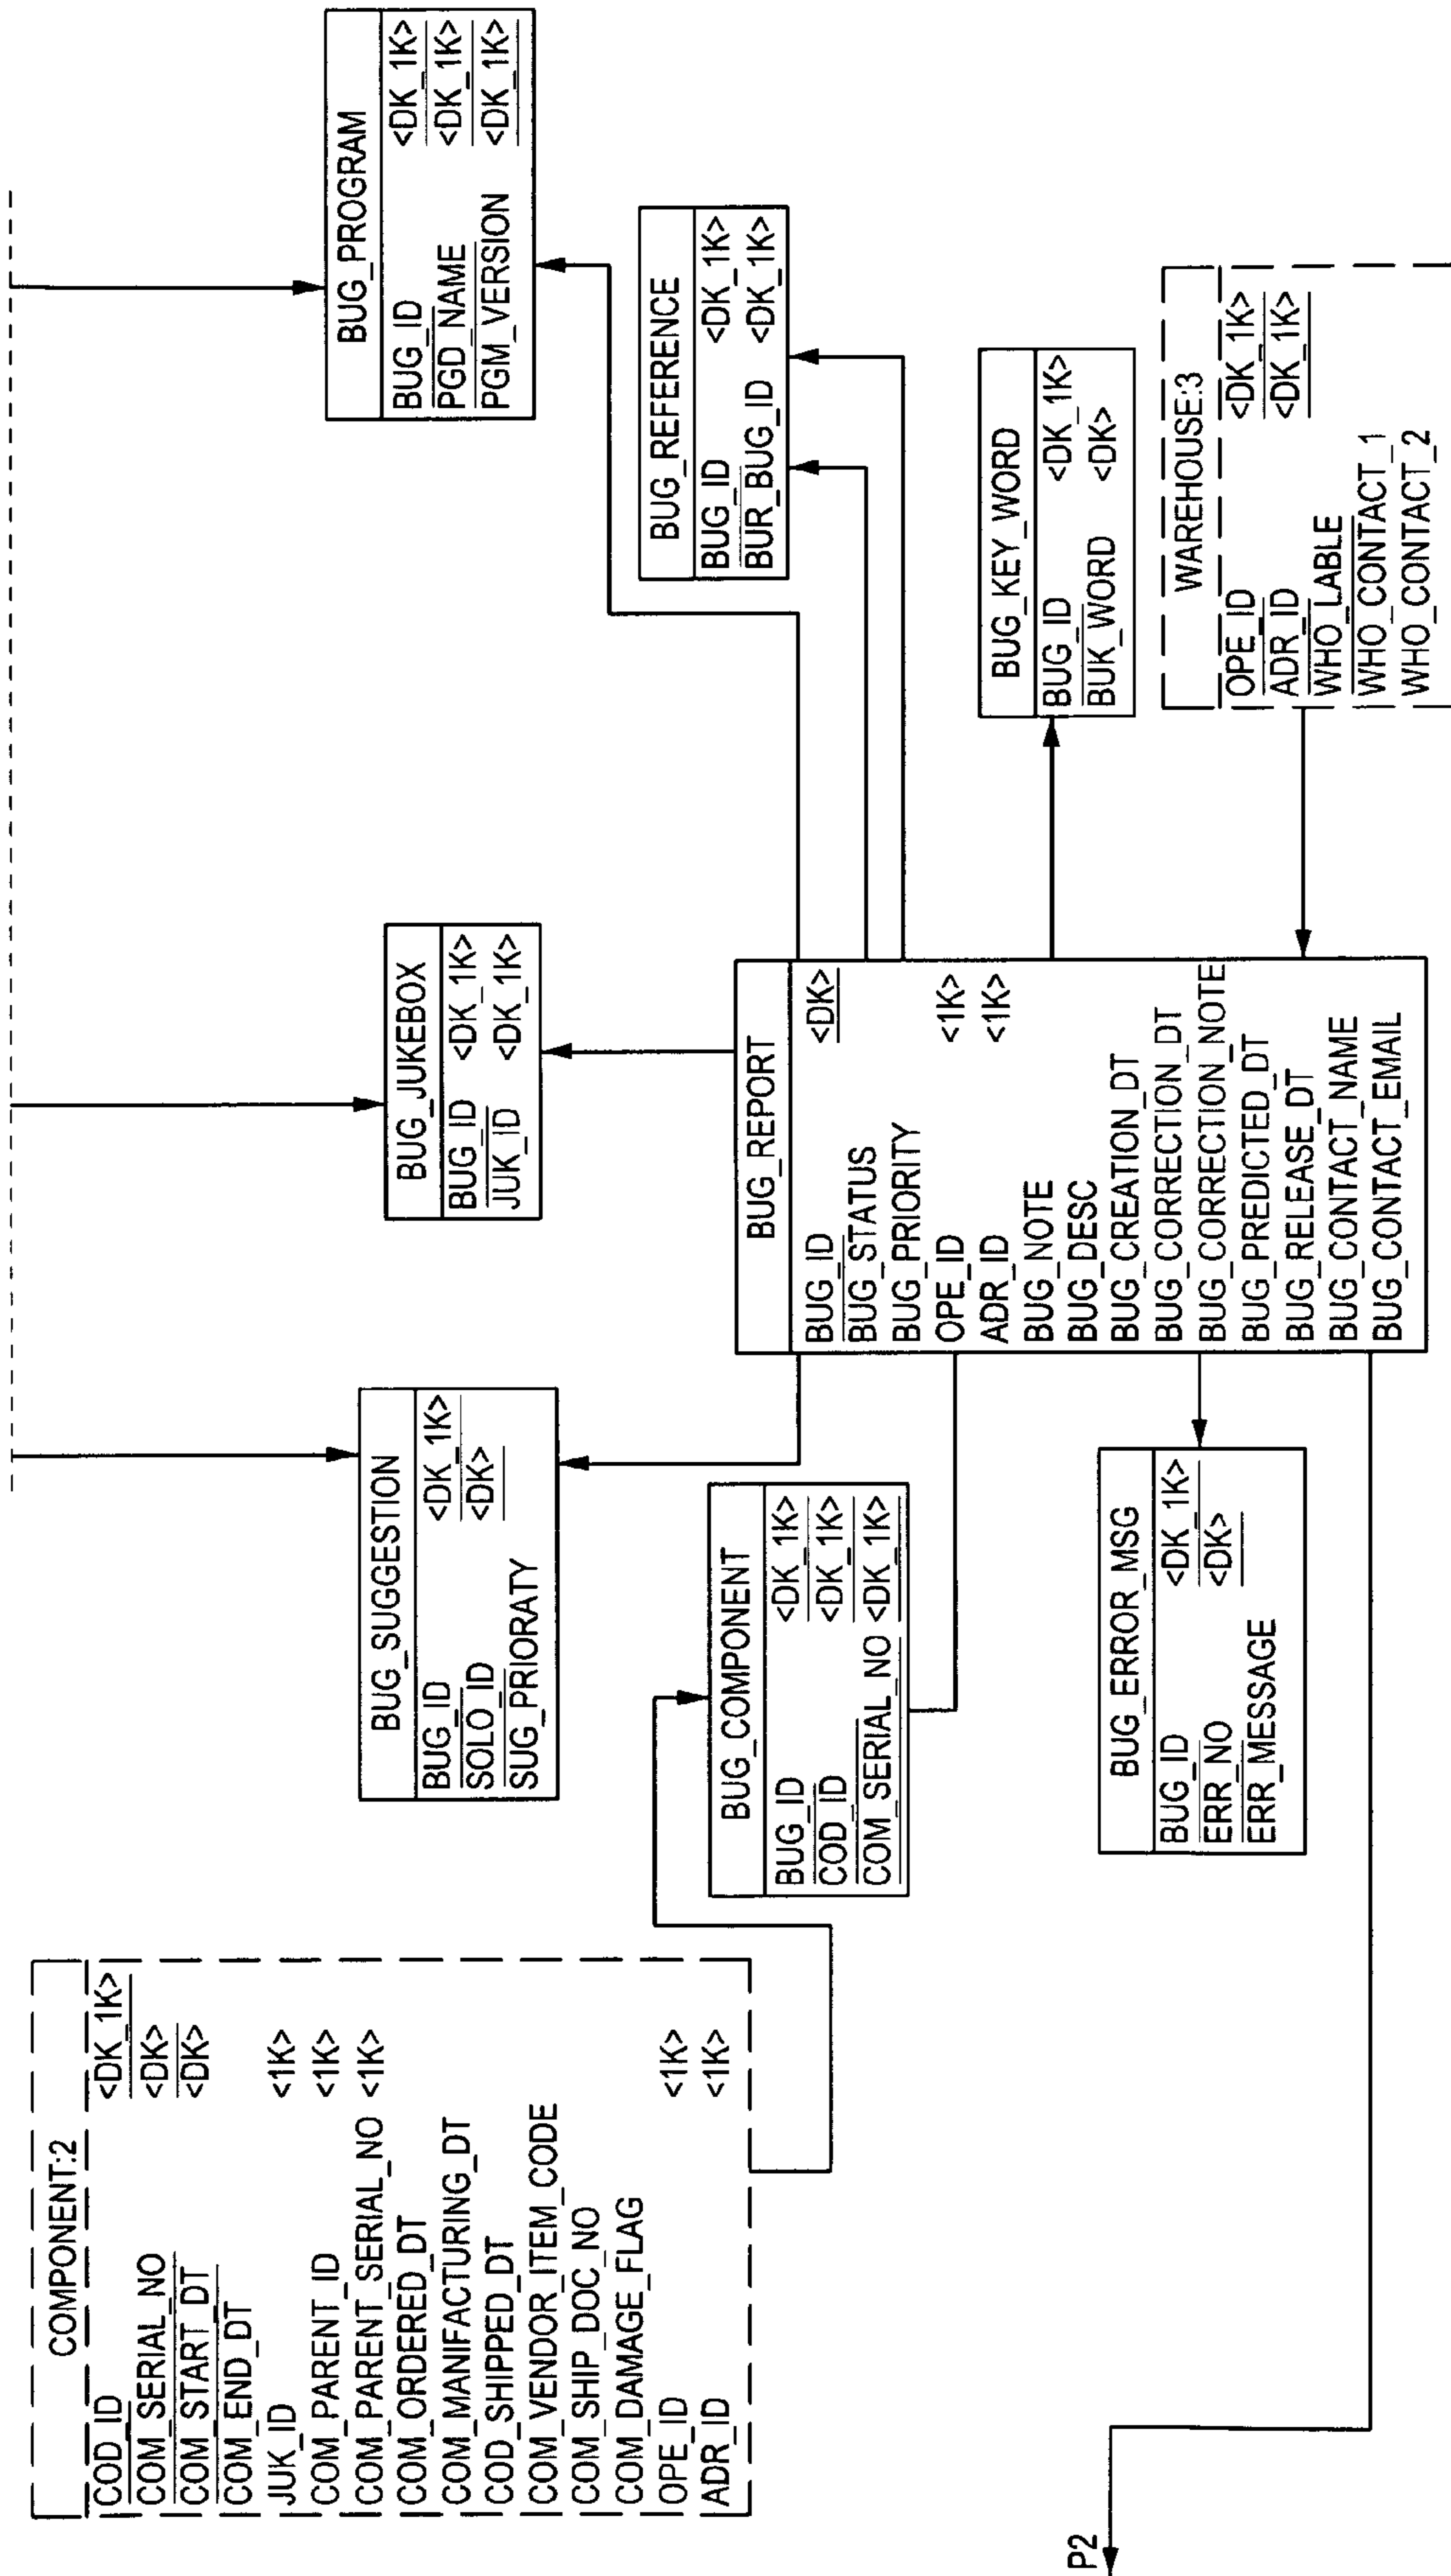 COMPONENT:2
COD_ID <DK_1K>
COM_SERIAL_NO <DK>
COM_START_DT <DK>
COM_END_DT
JUK_ID <1K>
COM_PARENT_ID <1K>
COM_PARENT_SERIAL_NO <1K>
COM_ORDERED_DT
COM_MANIFACTURING_DT
COD_SHIPPED_DT
COM_VENDOR_ITEM_CODE
COM_SHIP_DOC_NO
COM_DAMAGE_FLAG
OPE_ID <1K>
ADR_ID <1K>
BUG_SUGGESTION
BUG_ID <DK_1K>
SOLO_ID <DK>
SUG_PRIORATY
BUG_JUKEBOX
BUG_ID <DK_1K>
JUK_ID <DK_1K>
BUG_PROGRAM
BUG_ID <DK_1K>
PGD_NAME <DK_1K>
PGM_VERSION <DK_1K>
BUG_COMPONENT
BUG_ID <DK_1K>
COD_ID <DK_1K>
COM_SERIAL_NO <DK_1K>
BUG_REPORT
BUG_ID <DK>
BUG_STATUS
BUG_PRIORITY
OPE_ID <1K>
ADR_ID <1K>
BUG_NOTE
BUG_DESC
BUG_CREATION_DT
BUG_CORRECTION_DT
BUG_CORRECTION_NOTE
BUG_PREDICTED_DT
BUG_RELEASE_DT
BUG_CONTACT_NAME
BUG_CONTACT_EMAIL
BUG_REFERENCE
BUG_ID <DK_1K>
BUR_BUG_ID <DK_1K>
BUG_KEY_WORD
BUG_ID <DK_1K>
BUK_WORD <DK>
BUG_ERROR_MSG
BUG_ID <DK_1K>
ERR_NO <DK>
ERR_MESSAGE
WAREHOUSE:3
OPE_ID <DK_1K>
ADR_ID <DK_1K>
WHO_LABLE
WHO_CONTACT_1
WHO_CONTACT_2
P2